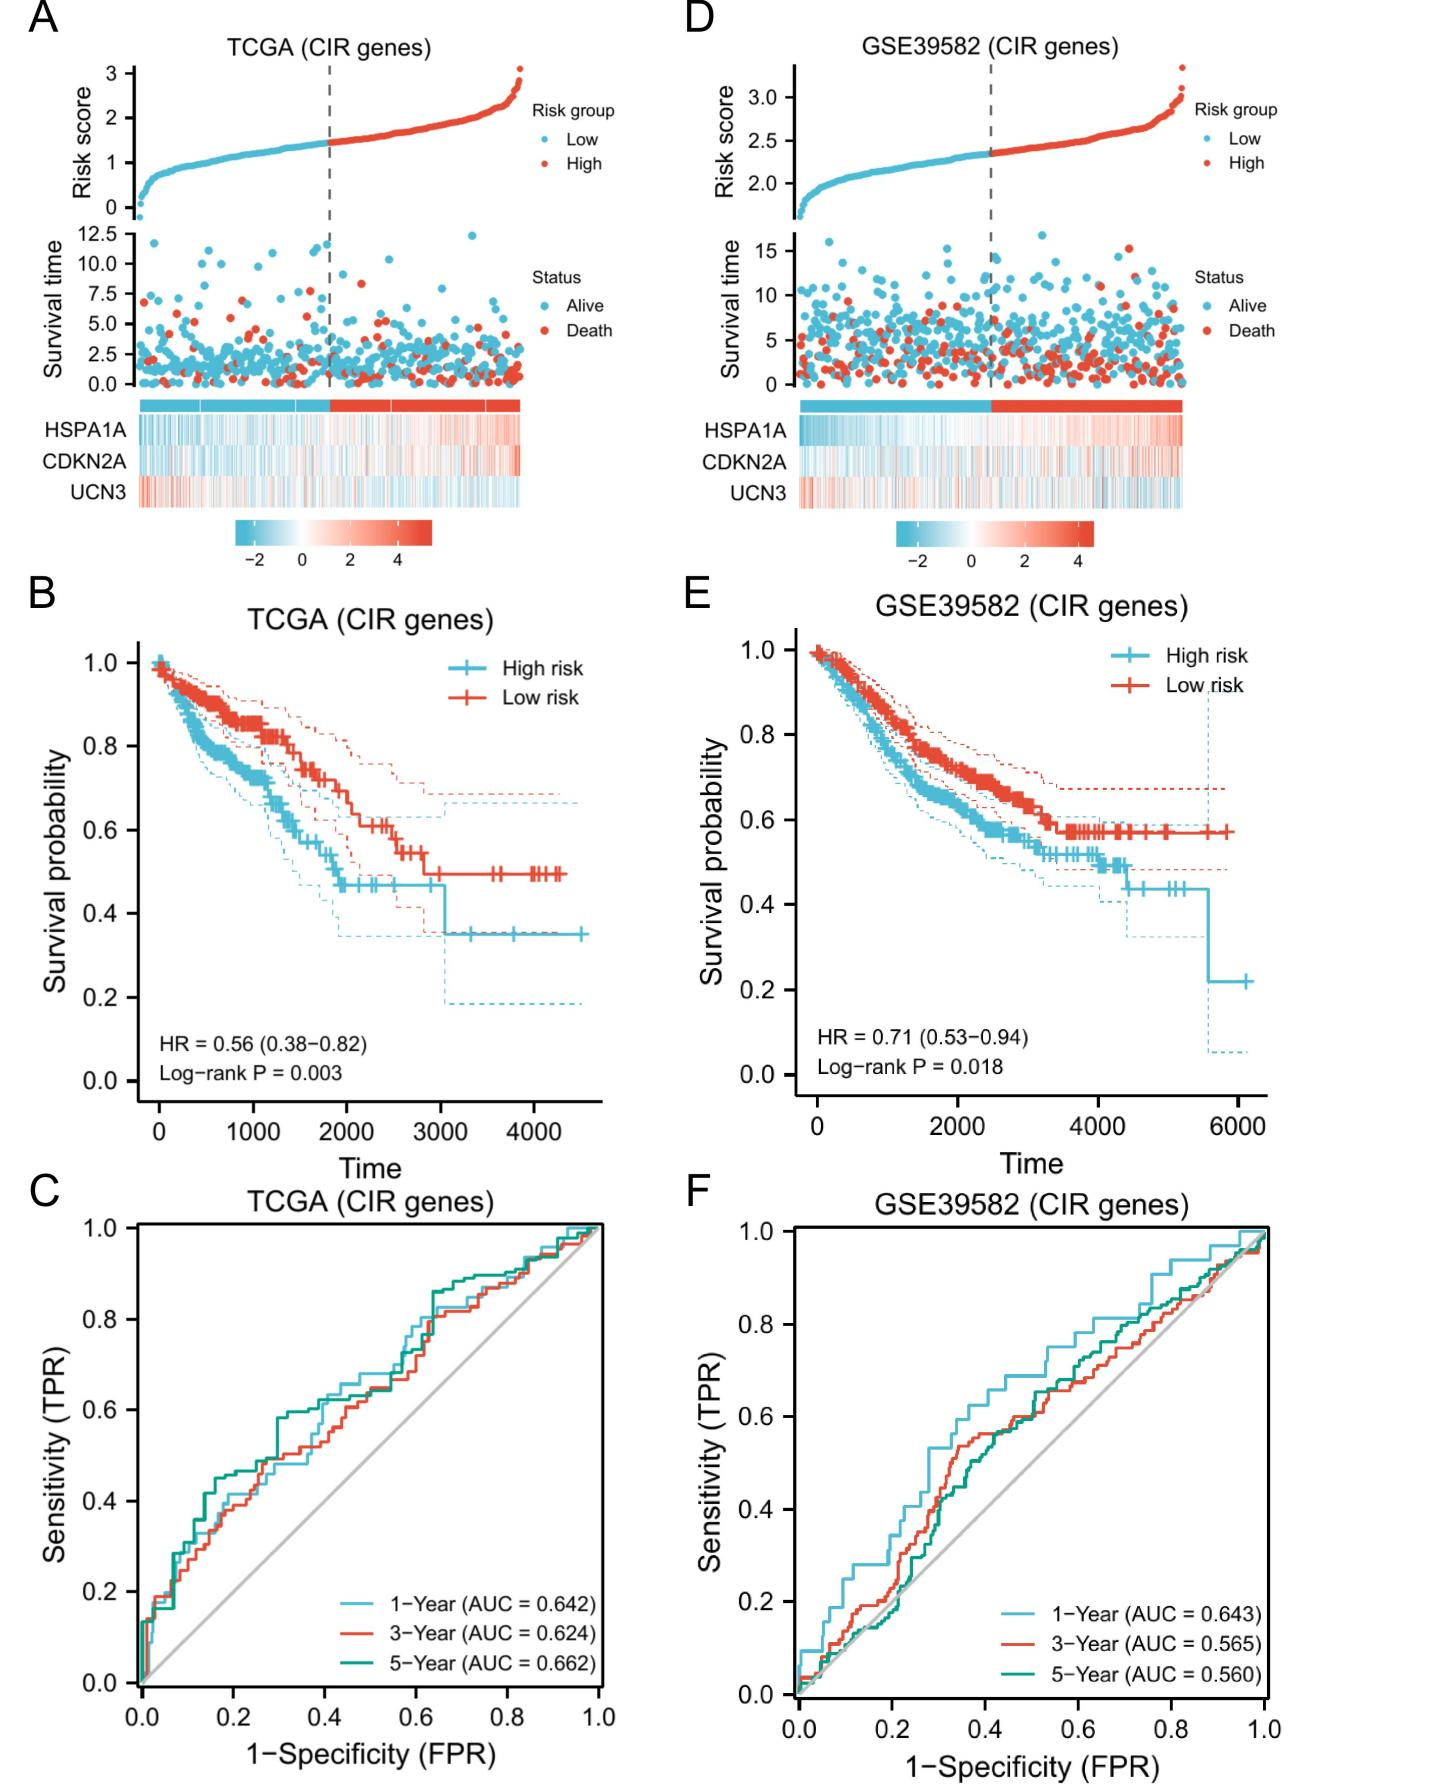 A
TCGA (CIR genes)
Risk score
3
2
1
0
Risk group
Low
High
Survival time
12.5
10.0
7.5
5.0
2.5
0.0
Status
Alive
Death
HSPA1A
CDKN2A
UCN3
−2 0 2 4
D
GSE39582 (CIR genes)
Risk score
3.0
2.5
2.0
Risk group
Low
High
Survival time
15
10
5
0
Status
Alive
Death
HSPA1A
CDKN2A
UCN3
−2 0 2 4
B
TCGA (CIR genes)
Survival probability
1.0
0.8
0.6
0.4
0.2
0.0
High risk
Low risk
HR = 0.56 (0.38−0.82)
Log−rank P = 0.003
0 1000 2000 3000 4000
Time
E
GSE39582 (CIR genes)
Survival probability
1.0
0.8
0.6
0.4
0.2
0.0
High risk
Low risk
HR = 0.71 (0.53−0.94)
Log−rank P = 0.018
0 2000 4000 6000
Time
C
TCGA (CIR genes)
Sensitivity (TPR)
1.0
0.8
0.6
0.4
0.2
0.0
1−Year (AUC = 0.642)
3−Year (AUC = 0.624)
5−Year (AUC = 0.662)
0.0 0.2 0.4 0.6 0.8 1.0
1−Specificity (FPR)
F
GSE39582 (CIR genes)
Sensitivity (TPR)
1.0
0.8
0.6
0.4
0.2
0.0
1−Year (AUC = 0.643)
3−Year (AUC = 0.565)
5−Year (AUC = 0.560)
0.0 0.2 0.4 0.6 0.8 1.0
1−Specificity (FPR)